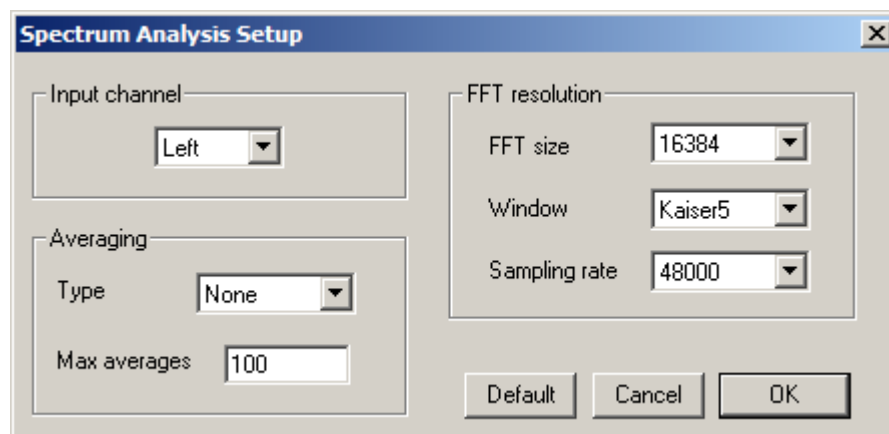 Spectrum Analysis Setup
Input channel
Left
Averaging
Type
None
Max averages
100
FFT resolution
FFT size
16384
Window
Kaiser5
Sampling rate
48000
Default
Cancel
OK